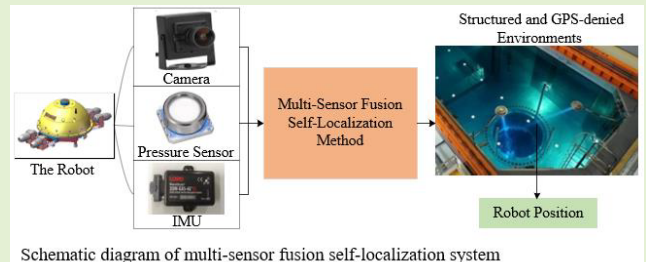 Structured and GPS-denied
Environments
Camera
Multi-Sensor Fusion
Self-Localization
Method
Pressure Sensor
The Robot
IMU
Robot Position
Schematic diagram of multi-sensor fusion self-localization system